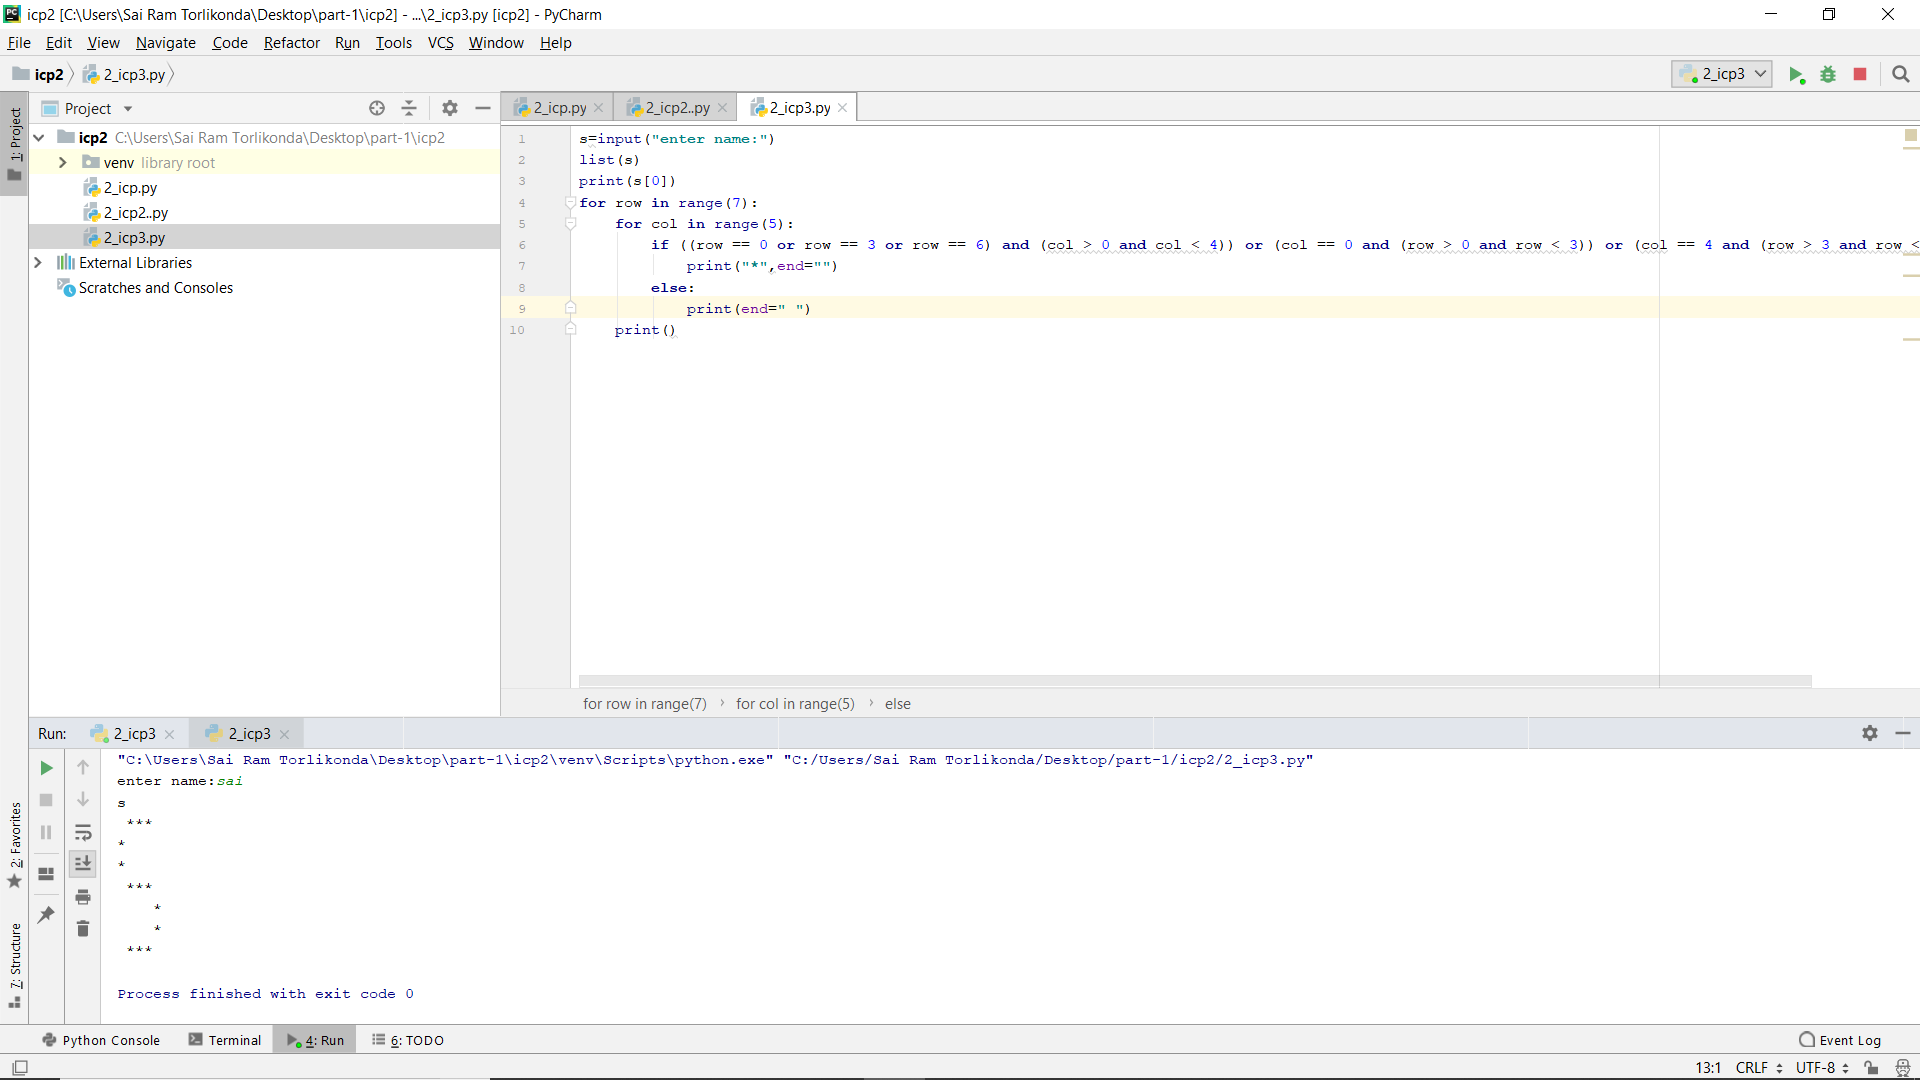 icp2 [C:\Users\Sai Ram Torlikonda\Desktop\part-1\icp2] - ...\2_icp3.py [icp2] - PyCharm
File Edit View Navigate Code Refactor Run Tools VCS Window Help
icp2 2_icp3.py 2_icp3
1: Project
Project
2_icp.py 2_icp2..py 2_icp3.py
icp2 C:\Users\Sai Ram Torlikonda\Desktop\part-1\icp2
venv library root
2_icp.py
2_icp2..py
2_icp3.py
External Libraries
Scratches and Consoles
1 s=input("enter name:")
2 list(s)
3 print(s[0])
4 for row in range(7):
5 for col in range(5):
6 if ((row == 0 or row == 3 or row == 6) and (col > 0 and col < 4)) or (col == 0 and (row > 0 and row < 3)) or (col == 4 and (row > 3 and row <
7 print("*",end="")
8 else:
9 print(end=" ")
10 print()
for row in range(7) › for col in range(5) › else
Run: 2_icp3 2_icp3
"C:\Users\Sai Ram Torlikonda\Desktop\part-1\icp2\venv\Scripts\python.exe" "C:/Users/Sai Ram Torlikonda/Desktop/part-1/icp2/2_icp3.py"
enter name:sai
s
 ***
*
*
 ***
    *
    *
 ***
Process finished with exit code 0
2: Favorites
7: Structure
Python Console Terminal 4: Run 6: TODO Event Log
13:1 CRLF UTF-8